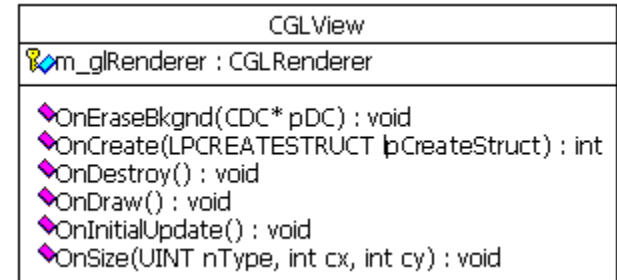 CGLView
m_glRenderer : CGLRenderer
OnEraseBkgnd(CDC* pDC) : void
OnCreate(LPCREATESTRUCT lpCreateStruct) : int
OnDestroy() : void
OnDraw() : void
OnInitialUpdate() : void
OnSize(UINT nType, int cx, int cy) : void